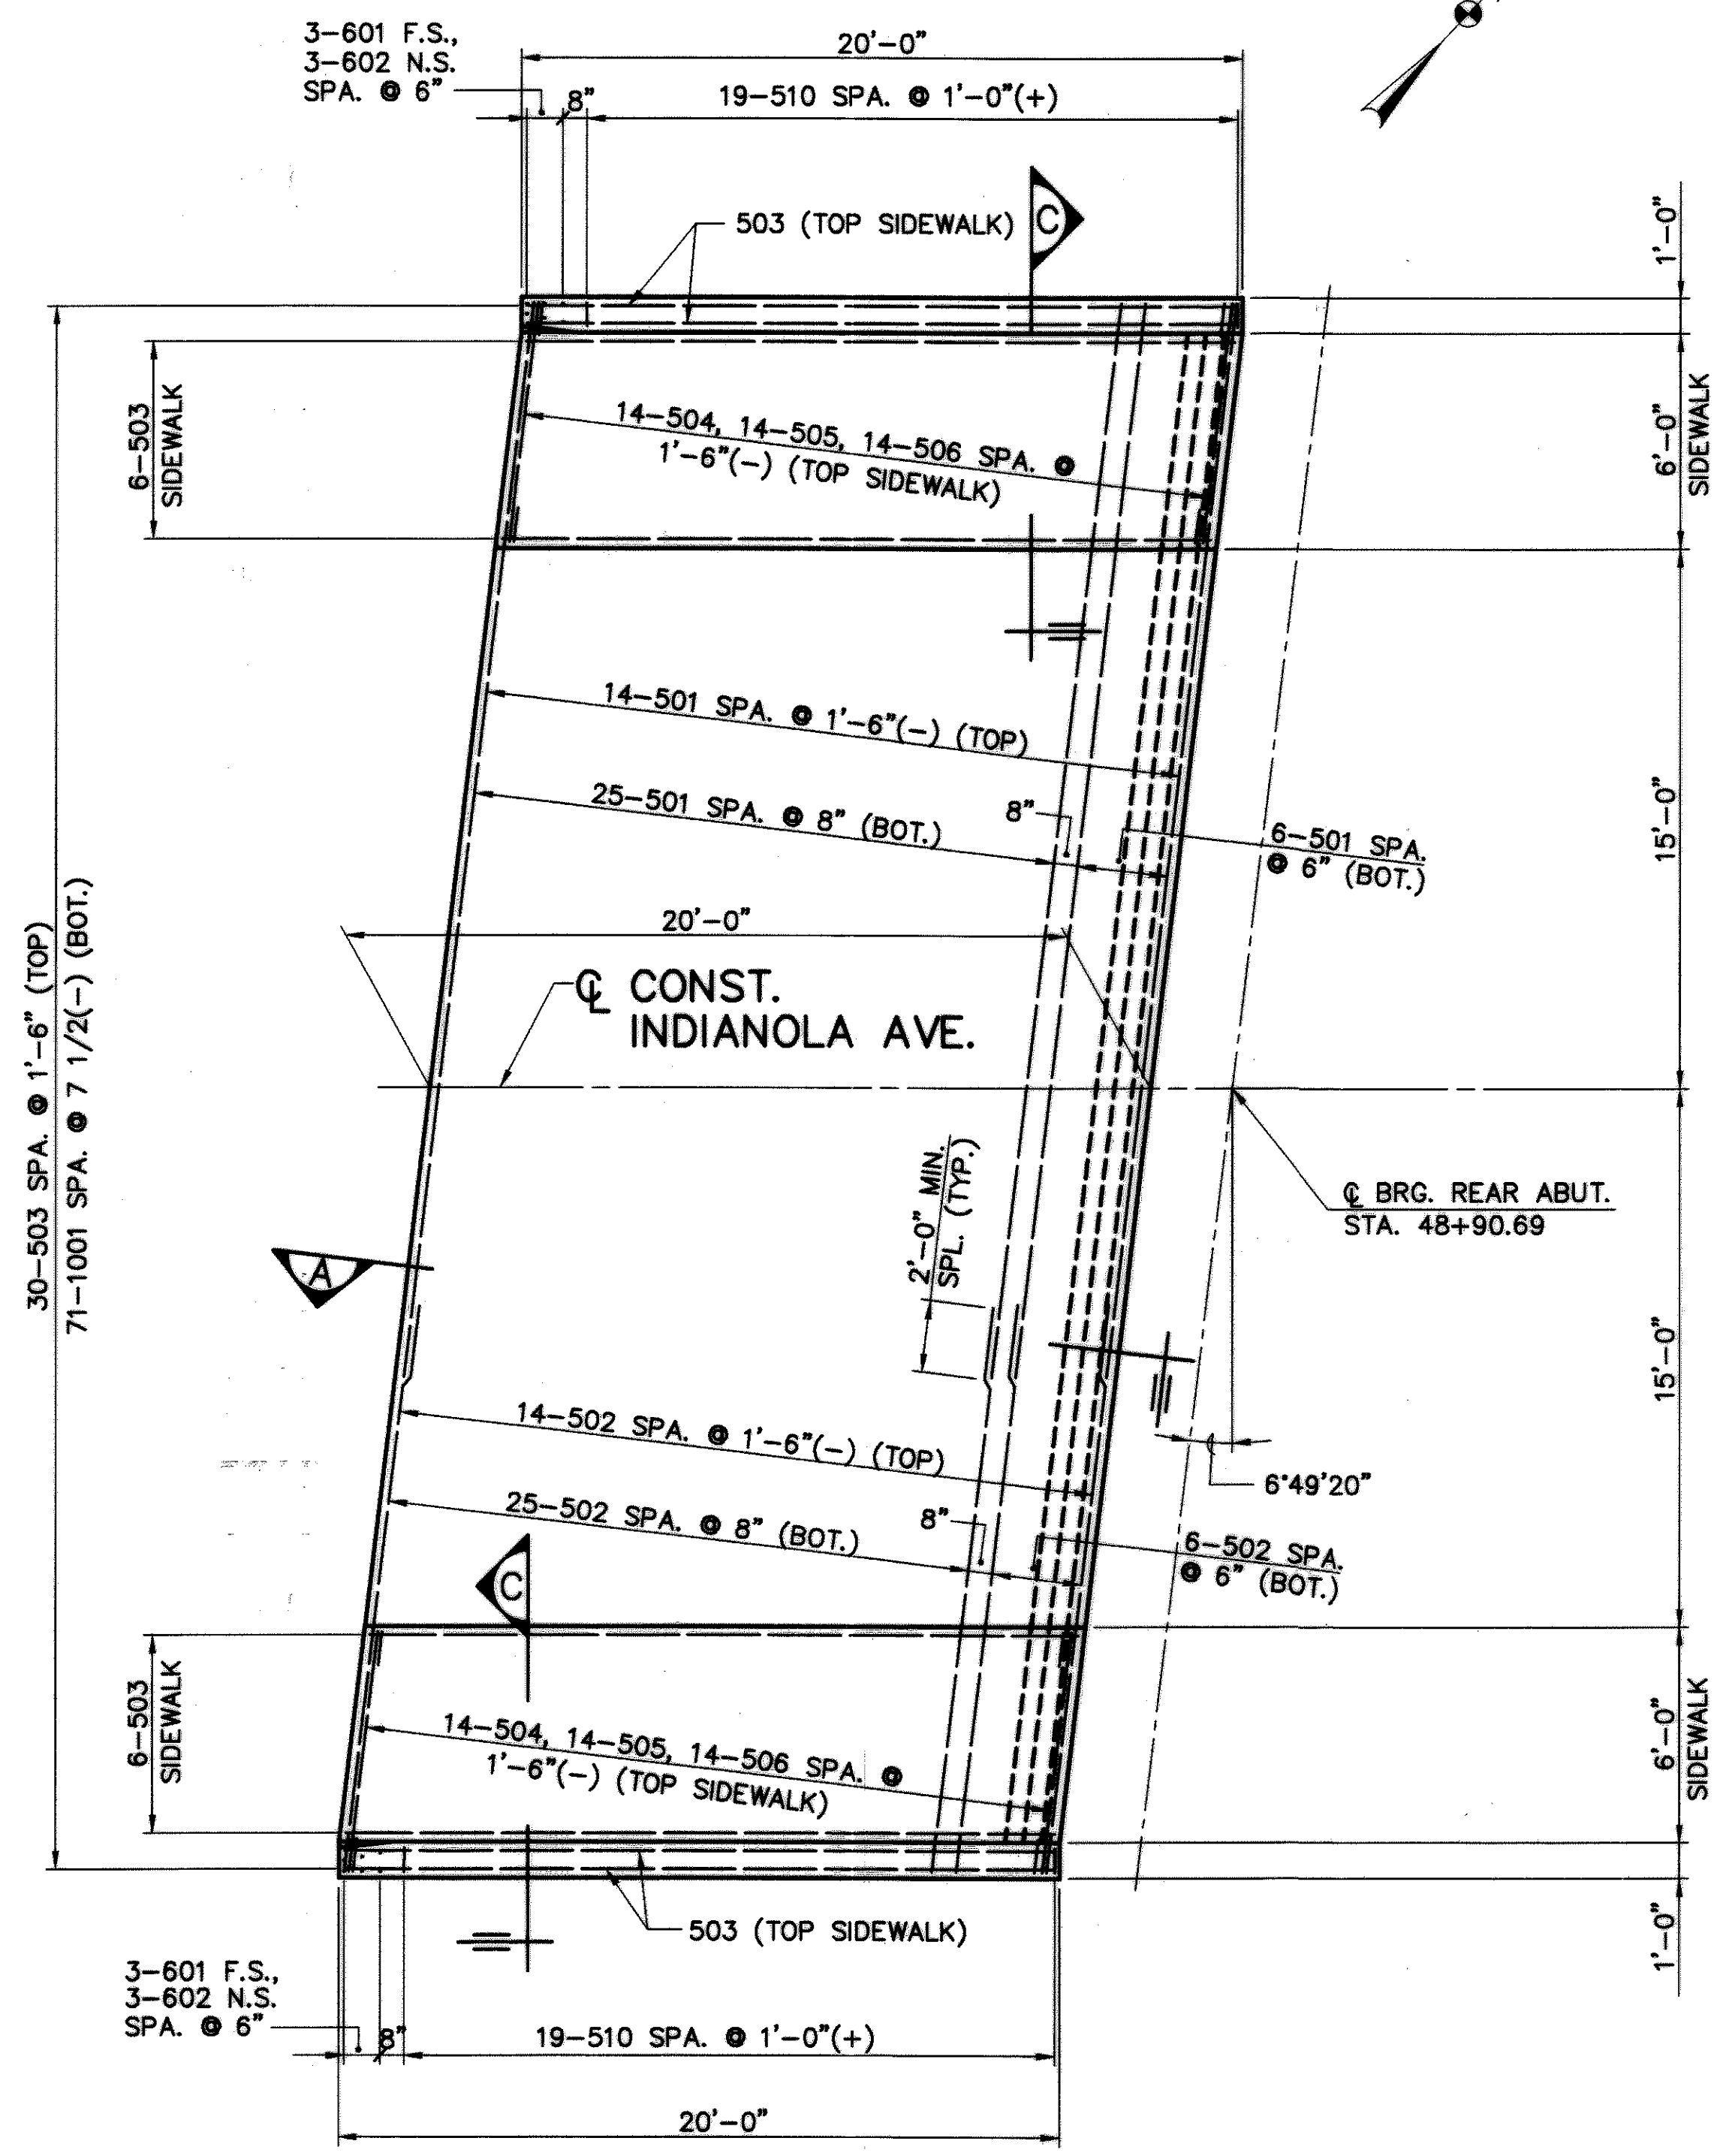 3-601 F.S.,
3-602 N.S.
SPA. @ 6"
20'-0"
8"
19-510 SPA. @ 1'-0"(+)
503 (TOP SIDEWALK)
C
1'-0"
6-503
SIDEWALK
14-504, 14-505, 14-506 SPA. @
1'-6"(-) (TOP SIDEWALK)
6'-0"
SIDEWALK
14-501 SPA. @ 1'-6"(-) (TOP)
25-501 SPA. @ 8" (BOT.)
8"
6-501 SPA.
@ 6" (BOT.)
15'-0"
30-503 SPA. @ 1'-6" (TOP)
71-1001 SPA. @ 7 1/2(-) (BOT.)
20'-0"
℄ CONST.
INDIANOLA AVE.
2'-0" MIN.
SPL. (TYP.)
℄ BRG. REAR ABUT.
STA. 48+90.69
A
15'-0"
14-502 SPA. @ 1'-6"(-) (TOP)
6°49'20"
25-502 SPA. @ 8" (BOT.)
8"
6-502 SPA.
@ 6" (BOT.)
C
6-503
SIDEWALK
14-504, 14-505, 14-506 SPA. @
1'-6"(-) (TOP SIDEWALK)
6'-0"
SIDEWALK
503 (TOP SIDEWALK)
1'-0"
3-601 F.S.,
3-602 N.S.
SPA. @ 6"
8"
19-510 SPA. @ 1'-0"(+)
20'-0"